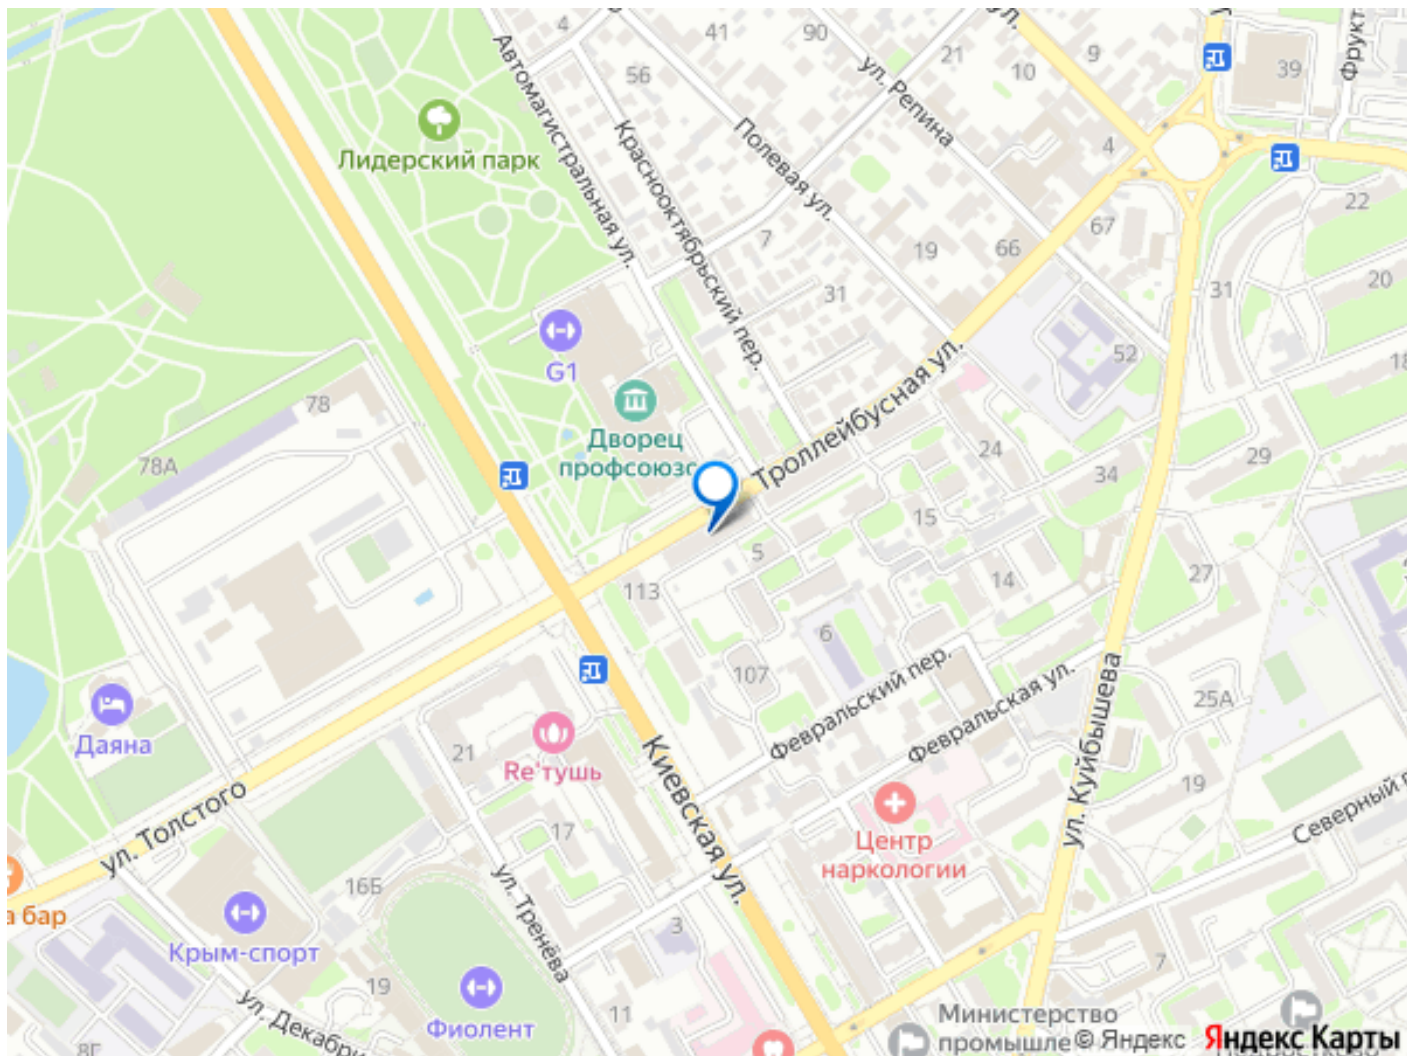 4
41
90
21
10
9
39
Автомагистральная ул.
56
ул. Репина
Лидерский парк
Краснооктябрьский пер.
Полевая ул.
4
22
67
7
19
66
20
31
31
G1
52
78
Троллейбусная ул.
Дворец
профсоюзо
78А
24
34
29
15
5
113
14
27
6
107
Февральский пер.
Февральская ул.
25А
Даяна
21
Re'тушь
Киевская ул.
ул. Куйбышева
19
ул. Толстого
17
Центр
наркологии
Северный
16Б
а бар
ул. Тренёва
Крым-спорт
3
7
19
ул. Декабри
Фиолент
11
Министерство
промышле
8Г
© Яндекс
Яндекс Карты